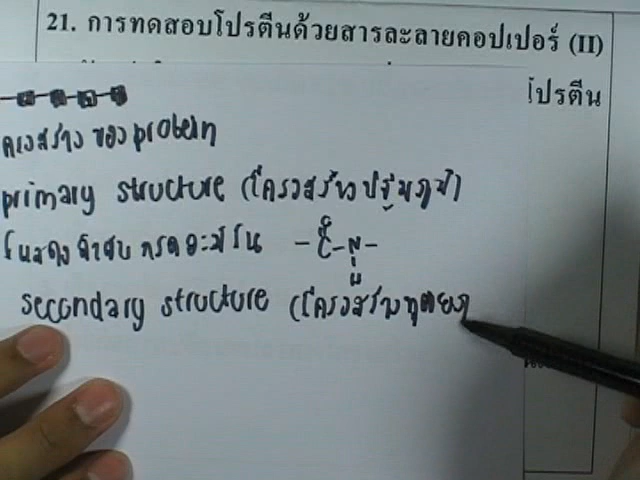 21. การทดสอบโปรตีนด้วยสารละลายคอปเปอร์ (II)
โปรตีน
โครงสร้าง ของ protein
primary structure (โครงสร้างปฐมภูมิ)
แสดงลำดับ กรดอะมิโน
secondary structure (โครงสร้างทุติยภ